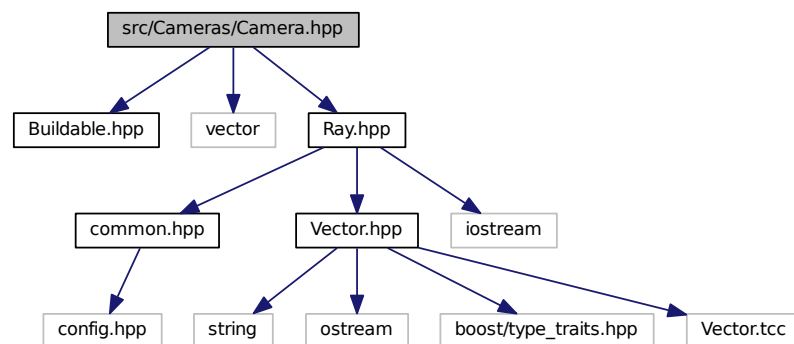 src/Cameras/Camera.hpp
Buildable.hpp
vector
Ray.hpp
common.hpp
Vector.hpp
iostream
config.hpp
string
ostream
boost/type_traits.hpp
Vector.tcc